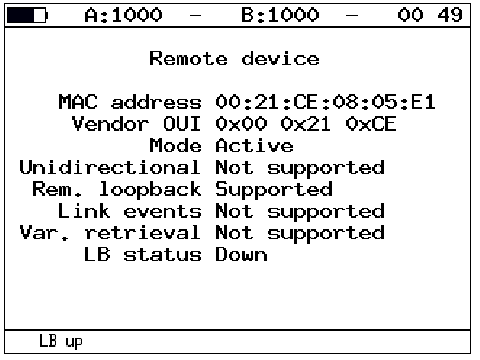 A:1000 – B:1000 – 00 49
Remote device
MAC address 00:21:CE:08:05:E1
Vendor OUI 0x00 0x21 0xCE
Mode Active
Unidirectional Not supported
Rem. loopback Supported
Link events Not supported
Var. retrieval Not supported
LB status Down
LB up